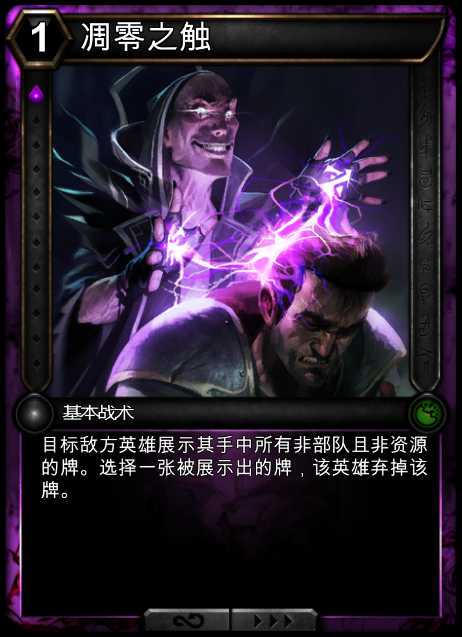 1 凋零之触
基本战术
目标敌方英雄展示其手中所有非部队且非资源
的牌。选择一张被展示出的牌，该英雄弃掉该
牌。